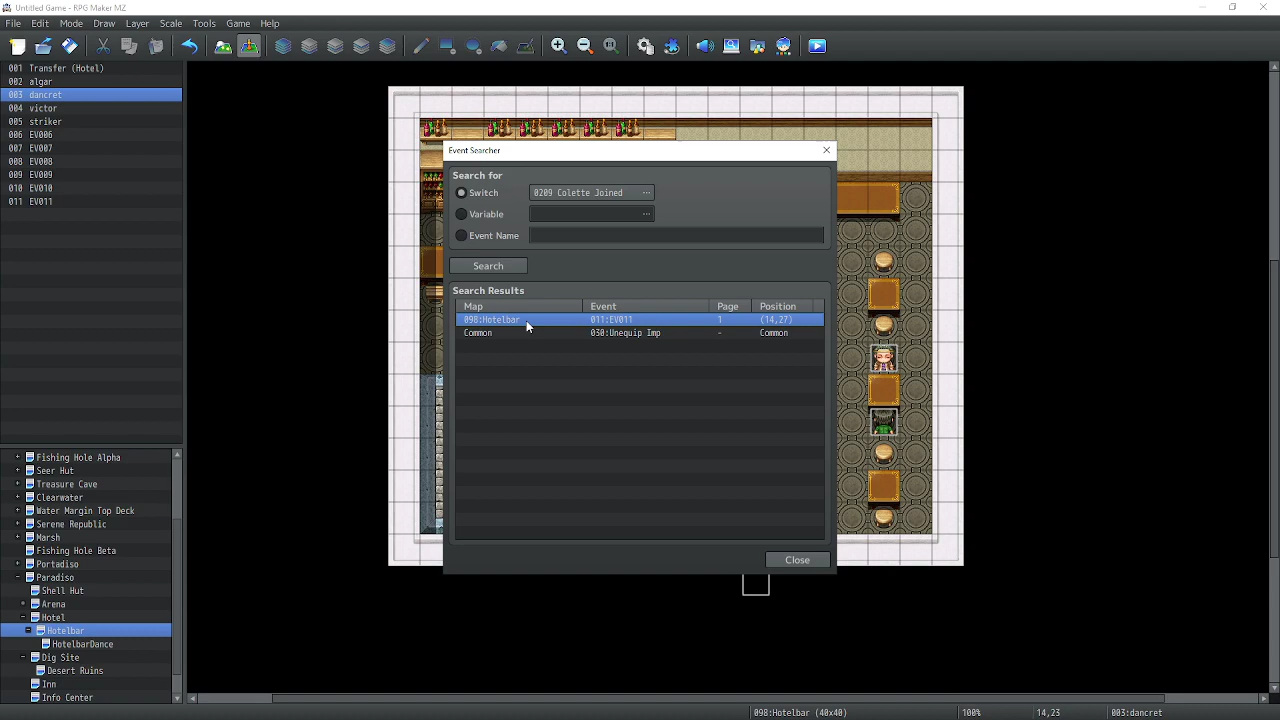 Untitled Game - RPG Maker MZ
File Edit Mode Draw Layer Scale Tools Game Help
001 Transfer (Hotel)
002 algar
003 dancret
004 victor
005 striker
006 EV006
007 EV007
008 EV008
009 EV009
010 EV010
011 EV011
Event Searcher
Search for
Switch 0209 Colette Joined ...
Variable ...
Event Name
Search
Search Results
Map Event Page Position
098:Hotelbar 011:EV011 1 (14,27)
Common 030:Unequip Imp - Common
Close
Fishing Hole Alpha
Seer Hut
Treasure Cave
Clearwater
Water Margin Top Deck
Serene Republic
Marsh
Fishing Hole Beta
Portadiso
Paradiso
Shell Hut
Arena
Hotel
Hotelbar
HotelbarDance
Dig Site
Desert Ruins
Inn
Info Center
098:Hotelbar (40x40) 100% 14,23 003:dancret